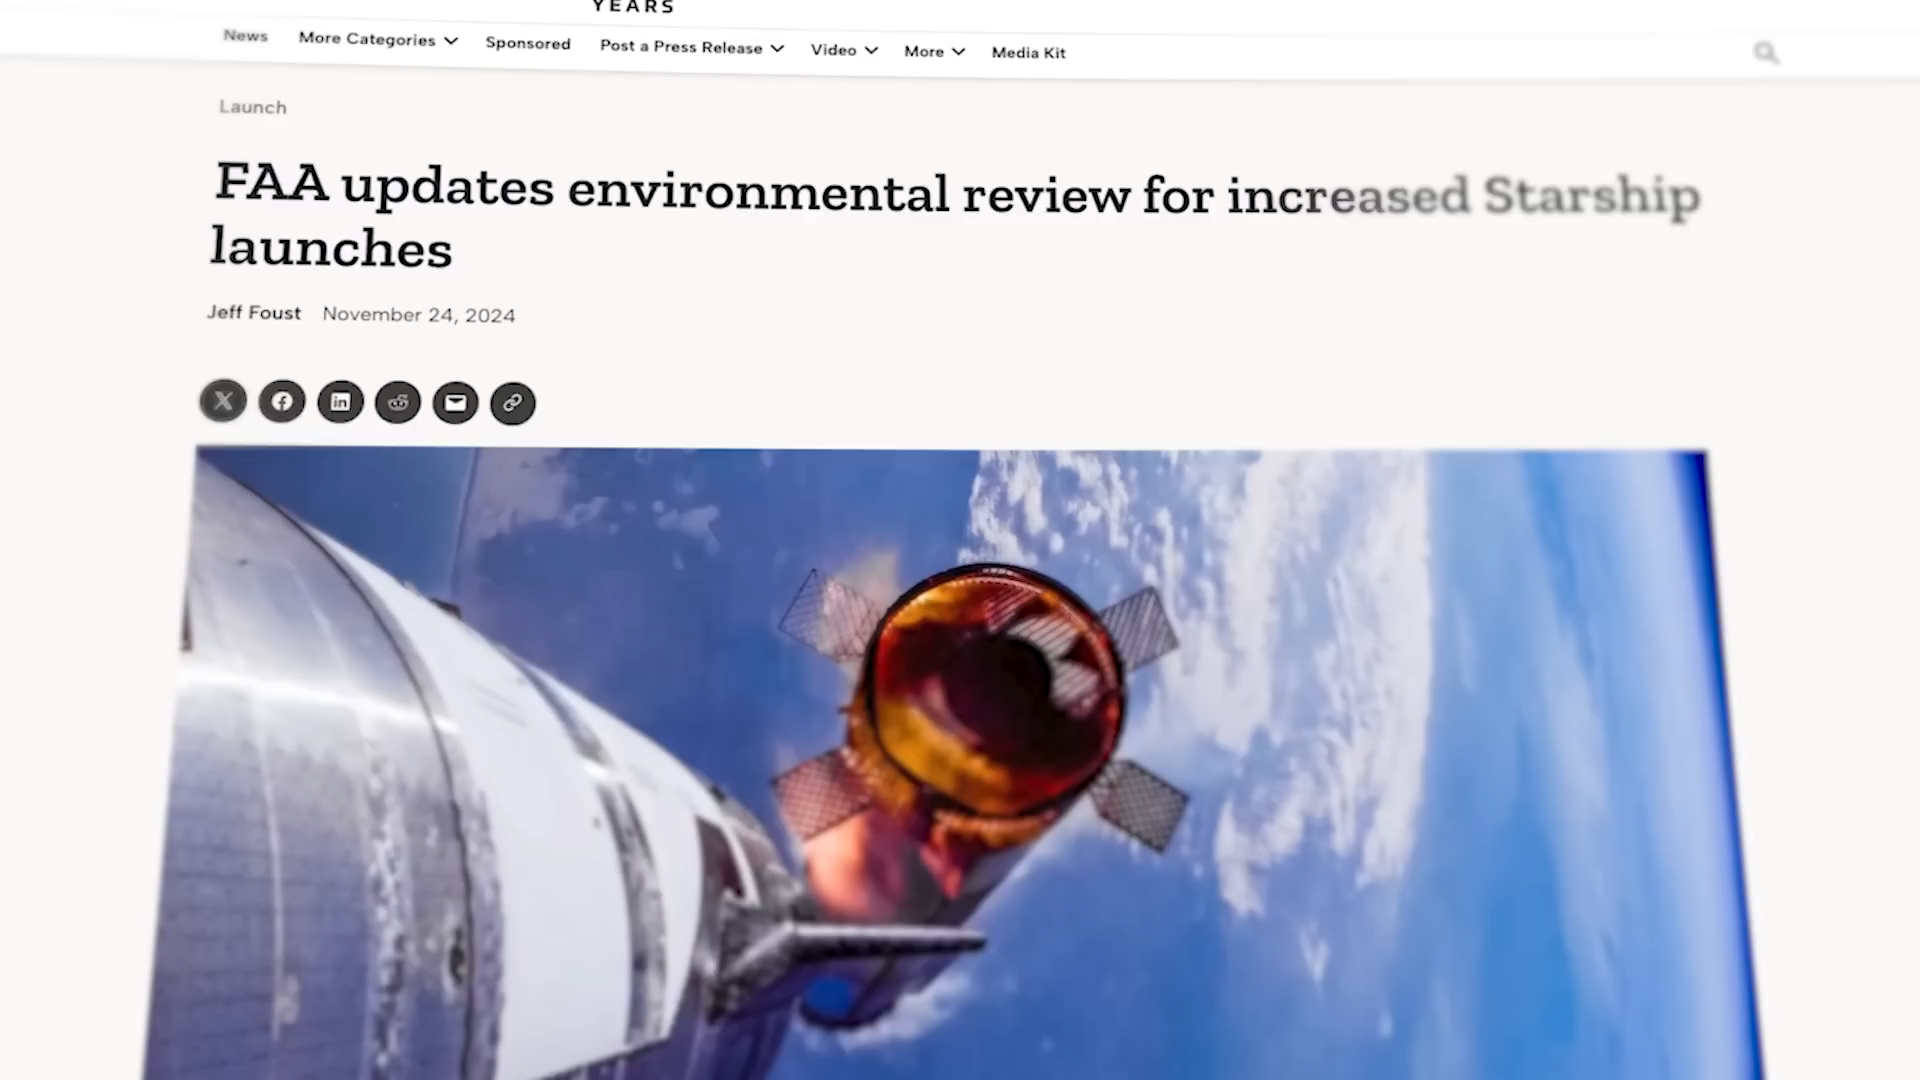 YEARS
News More Categories Sponsored Post a Press Release Video More Media Kit
Launch
FAA updates environmental review for increased Starship
launches
Jeff Foust November 24, 2024